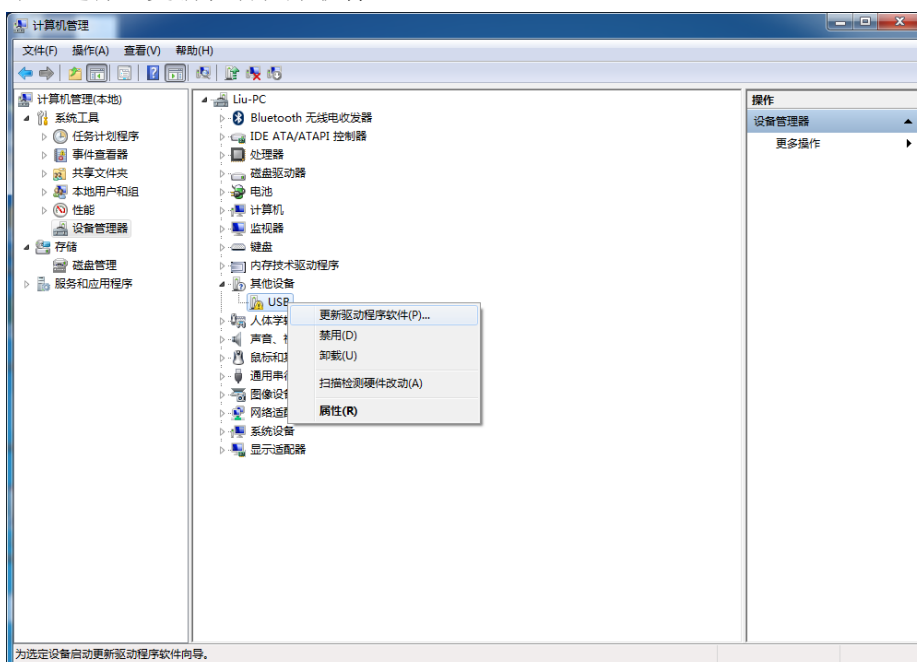 计算机管理
文件(F) 操作(A) 查看(V) 帮助(H)
计算机管理(本地)
系统工具
任务计划程序
事件查看器
共享文件夹
本地用户和组
性能
设备管理器
存储
磁盘管理
服务和应用程序
Liu-PC
Bluetooth 无线电收发器
IDE ATA/ATAPI 控制器
处理器
磁盘驱动器
电池
计算机
监视器
键盘
内存技术驱动程序
其他设备
USB
人体学
声音、
鼠标和
通用串
图像设
网络适
系统设备
显示适配器
更新驱动程序软件(P)...
禁用(D)
卸载(U)
扫描检测硬件改动(A)
属性(R)
操作
设备管理器
更多操作
为选定设备启动更新驱动程序软件向导。